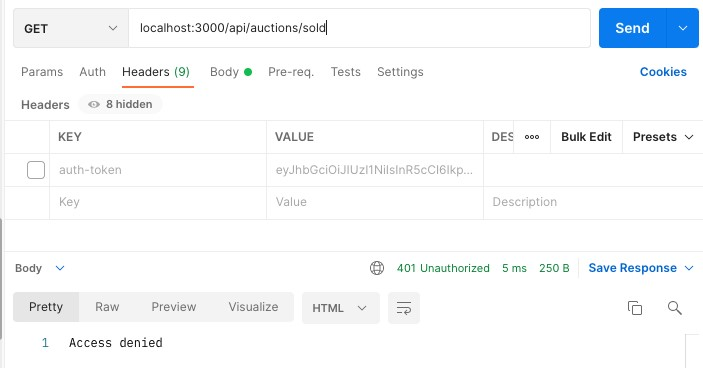 GET localhost:3000/api/auctions/sold Send
Params Auth Headers (9) Body Pre-req. Tests Settings Cookies
Headers 8 hidden
KEY VALUE DES ooo Bulk Edit Presets
auth-token eyJhbGciOiJIUzI1NiIsInR5cCI6Ikp...
Key Value Description
Body 401 Unauthorized 5 ms 250 B Save Response
Pretty Raw Preview Visualize HTML
1 Access denied